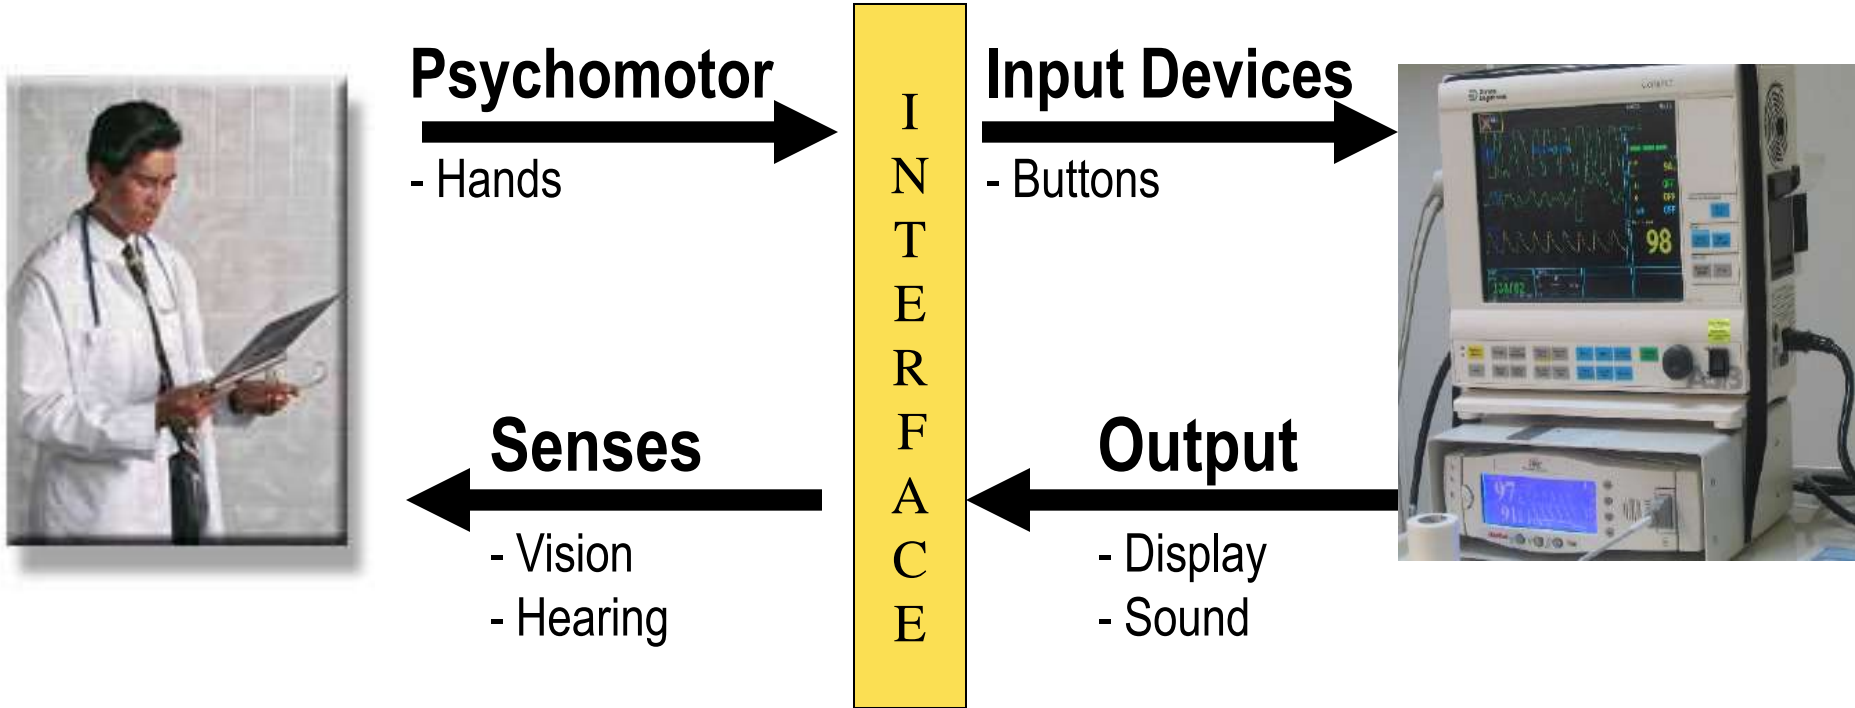 Psychomotor
- Hands
Senses
- Vision
- Hearing
I
N
T
E
R
F
A
C
E
Input Devices
- Buttons
Output
- Display
- Sound
98
97